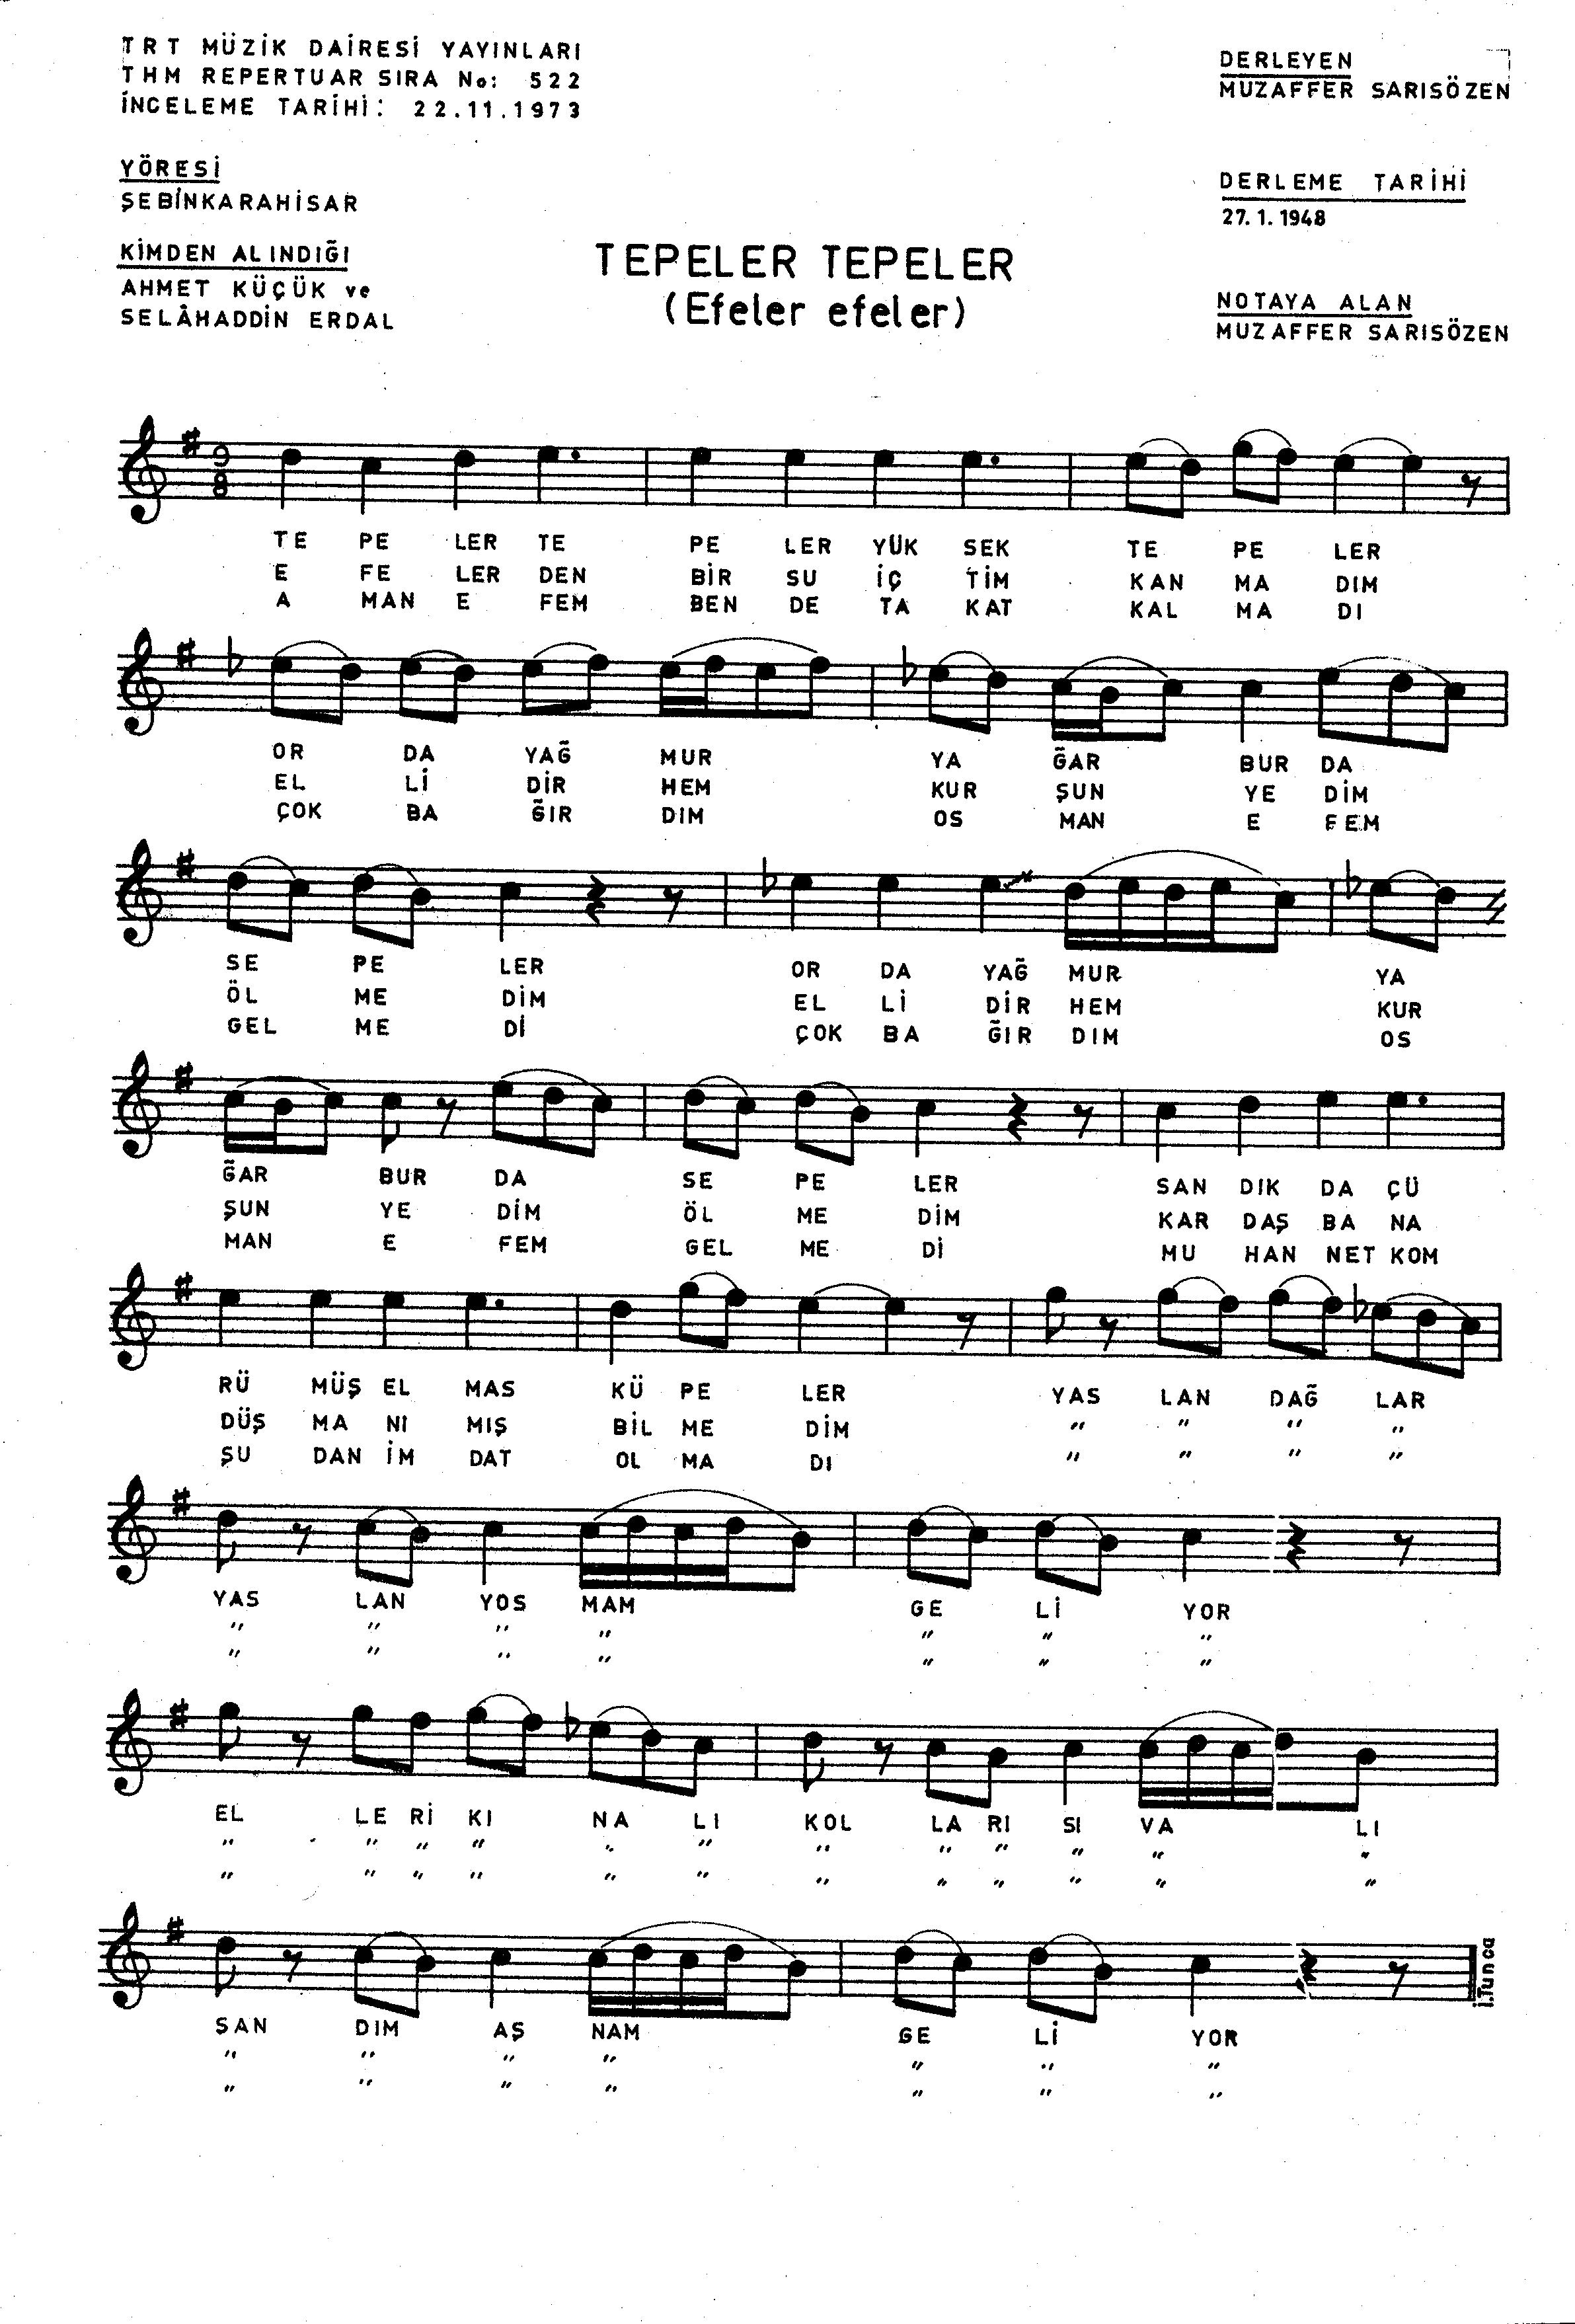 TRT MÜZİK DAİRESİ YAYINLARI
THM REPERTUAR SIRA No: 522
İNCELEME TARİHİ: 22.11.1973
DERLEYEN
MUZAFFER SARISÖZEN
YÖRESİ
ŞEBİNKARAHİSAR
DERLEME TARİHİ
27.1.1948
KİMDEN ALINDIĞI
AHMET KÜÇÜK ve
SELÂHADDİN ERDAL
TEPELER TEPELER
(Efeler efeler)
NOTAYA ALAN
MUZAFFER SARISÖZEN
9
8
TE PE LER TE PE LER YÜK SEK TE PE LER
E FE LER DEN BİR SU İÇ TİM KAN MA DIM
A MAN E FEM BEN DE TA KAT KAL MA DI
OR DA YAĞ MUR YA ĞAR BUR DA
EL Lİ DİR HEM KUR ŞUN YE DİM
ÇOK BA ĞIR DIM OS MAN E FEM
SE PE LER OR DA YAĞ MUR YA
ÖL ME DİM EL Lİ DİR HEM KUR
GEL ME Dİ ÇOK BA ĞIR DIM OS
ĞAR BUR DA SE PE LER SAN DIK DA ÇÜ
ŞUN YE DİM ÖL ME DİM KAR DAŞ BA NA
MAN E FEM GEL ME Dİ MU HAN NET KOM
RÜ MÜŞ EL MAS KÜ PE LER YAS LAN DAĞ LAR
DÜŞ MA NI MIŞ BİL ME DİM " " " "
ŞU DAN İM DAT OL MA DI " " " "
YAS LAN YOS MAM GE Lİ YOR
" " " " " " "
" " " " " " "
EL LE Rİ KI NA LI KOL LA RI SI VA LI
" " " " " " " " " " " "
" " " " " " " " " " " "
SAN DIM AŞ NAM GE Lİ YOR
" " " " " " "
" " " " " " "
İ.Tunca